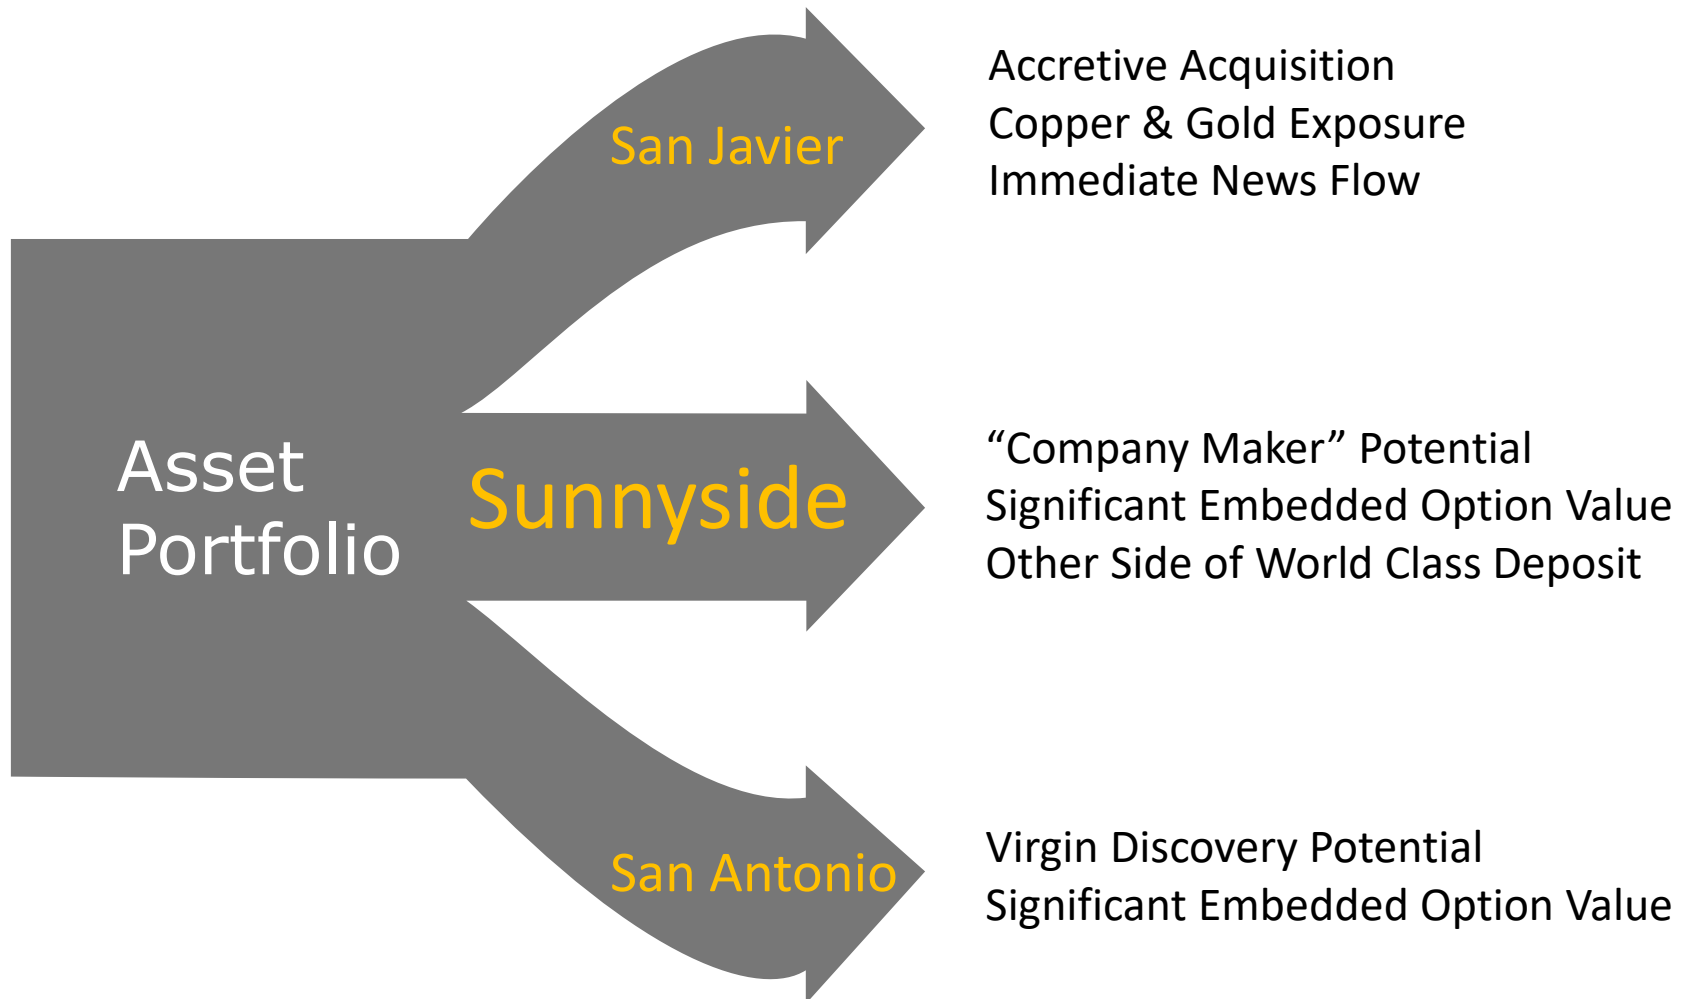 Asset
Portfolio
San Javier
Accretive Acquisition
Copper & Gold Exposure
Immediate News Flow
Sunnyside
“Company Maker” Potential
Significant Embedded Option Value
Other Side of World Class Deposit
San Antonio
Virgin Discovery Potential
Significant Embedded Option Value